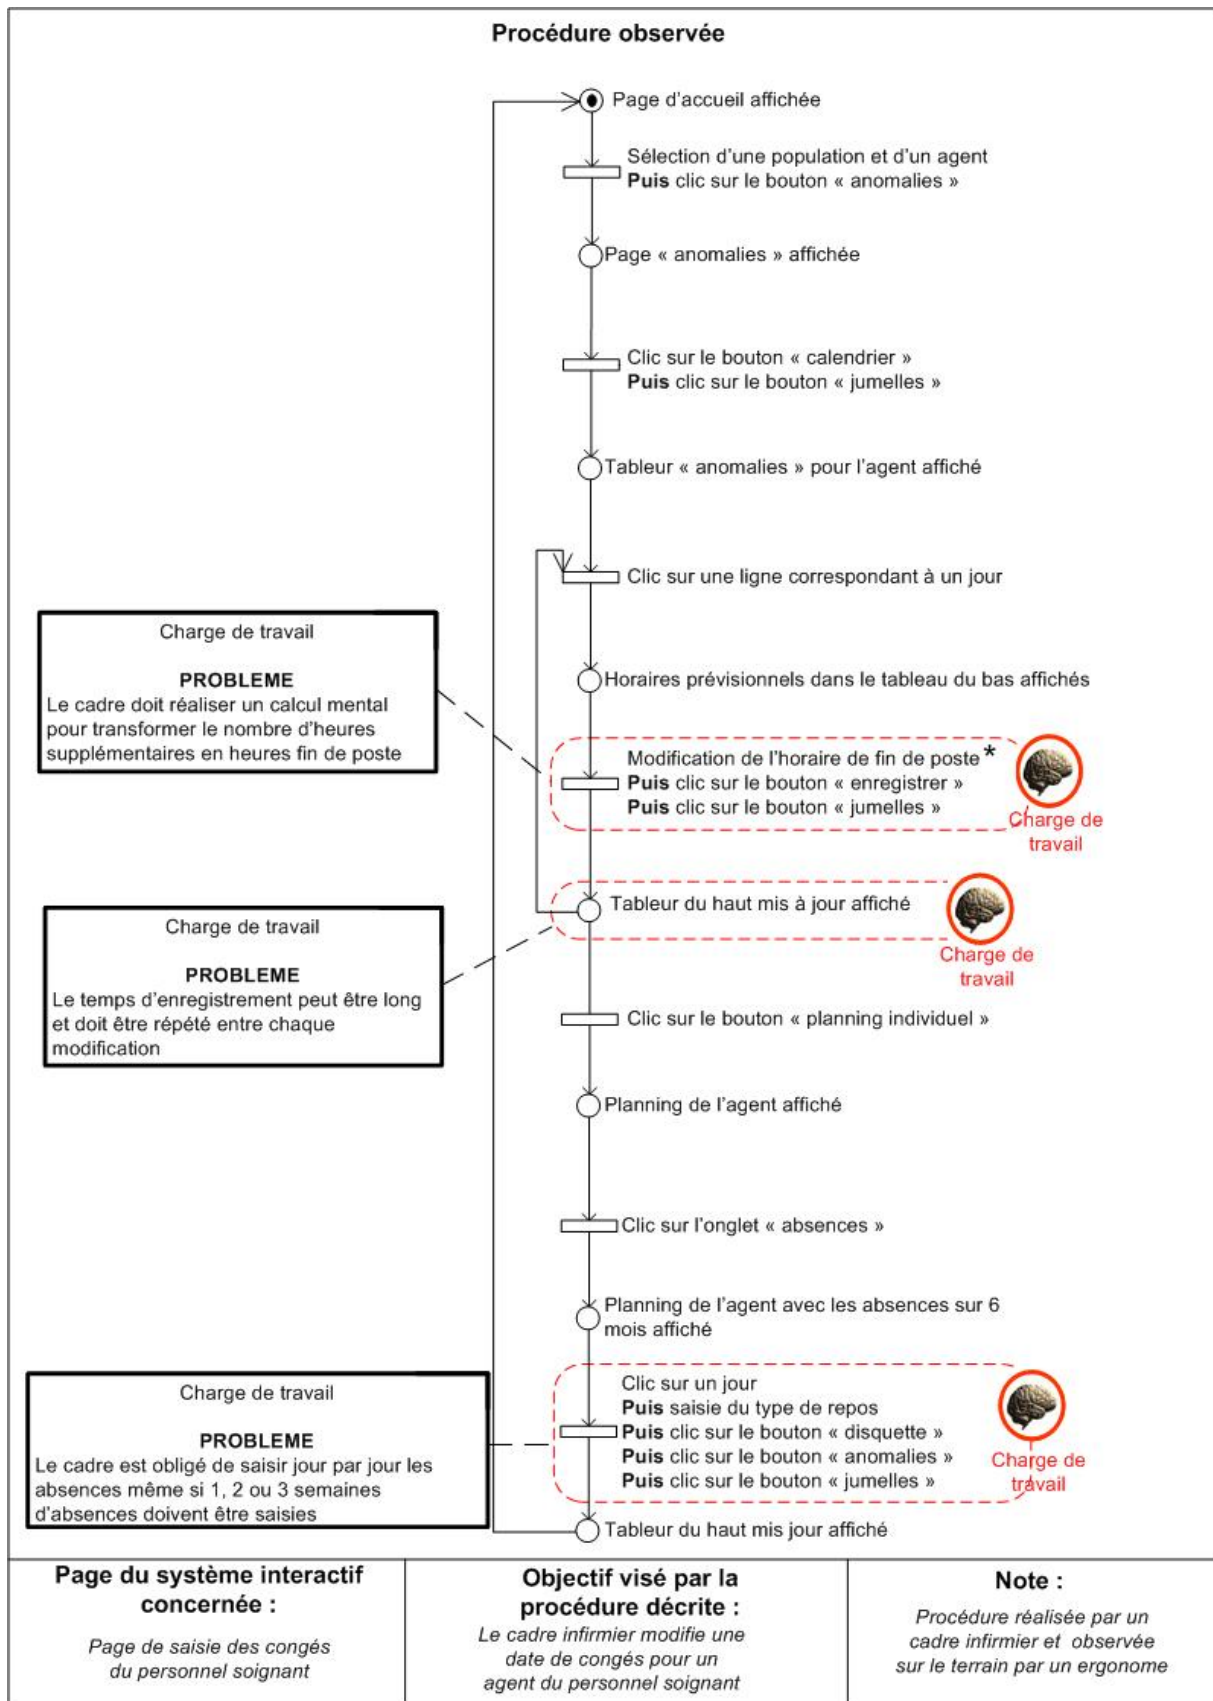 Procédure observée
Page d'accueil affichée
Sélection d'une population et d'un agent
Puis clic sur le bouton « anomalies »
Page « anomalies » affichée
Clic sur le bouton « calendrier »
Puis clic sur le bouton « jumelles »
Tableur « anomalies » pour l'agent affiché
Clic sur une ligne correspondant à un jour
Charge de travail
PROBLEME
Le cadre doit réaliser un calcul mental
pour transformer le nombre d'heures
supplémentaires en heures fin de poste
Horaires prévisionnels dans le tableau du bas affichés
Modification de l'horaire de fin de poste *
Puis clic sur le bouton « enregistrer »
Puis clic sur le bouton « jumelles »
Charge de
travail
Charge de travail
PROBLEME
Le temps d'enregistrement peut être long
et doit être répété entre chaque
modification
Tableur du haut mis à jour affiché
Charge de
travail
Clic sur le bouton « planning individuel »
Planning de l'agent affiché
Clic sur l'onglet « absences »
Planning de l'agent avec les absences sur 6
mois affiché
Charge de travail
PROBLEME
Le cadre est obligé de saisir jour par jour les
absences même si 1, 2 ou 3 semaines
d'absences doivent être saisies
Clic sur un jour
Puis saisie du type de repos
Puis clic sur le bouton « disquette »
Puis clic sur le bouton « anomalies »
Puis clic sur le bouton « jumelles »
Charge de
travail
Tableur du haut mis jour affiché
Page du système interactif
concernée :
Page de saisie des congés
du personnel soignant
Objectif visé par la
procédure décrite :
Le cadre infirmier modifie une
date de congés pour un
agent du personnel soignant
Note :
Procédure réalisée par un
cadre infirmier et observée
sur le terrain par un ergonome